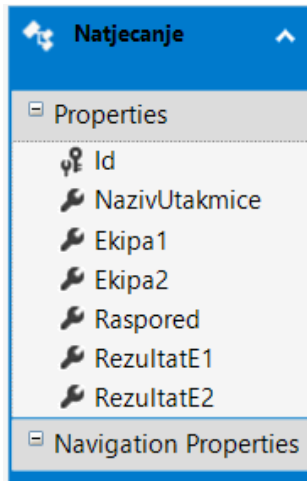 Natjecanje
Properties
Id
NazivUtakmice
Ekipa1
Ekipa2
Raspored
RezultatE1
RezultatE2
Navigation Properties